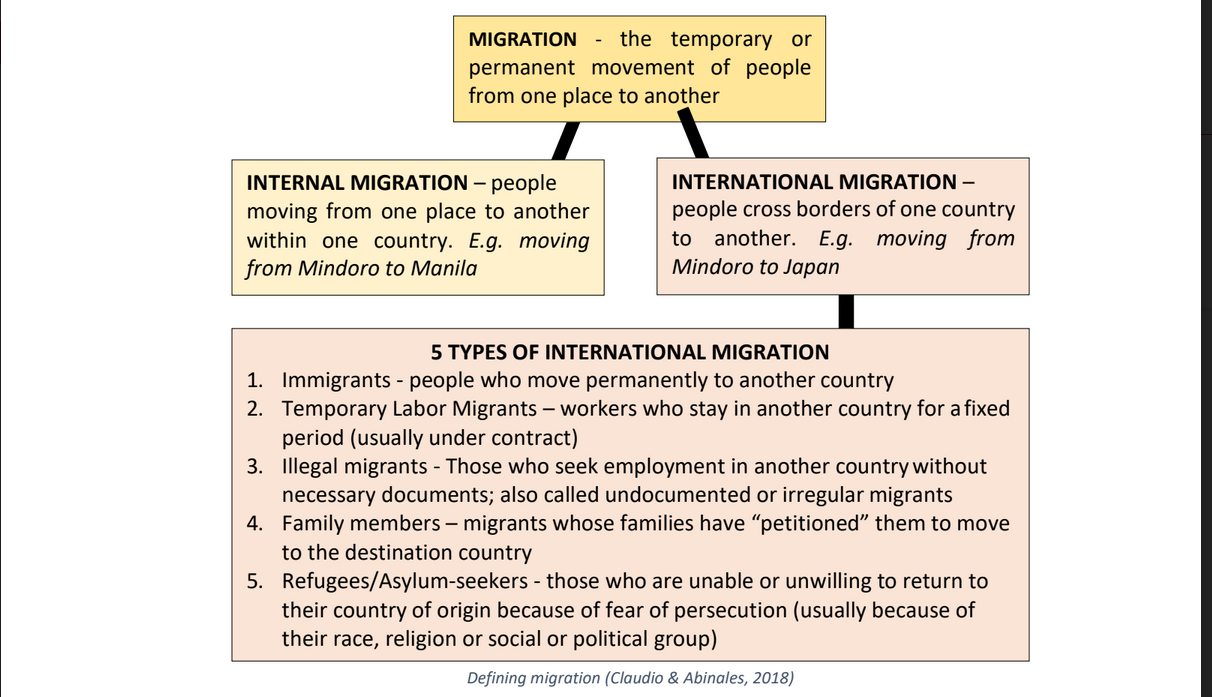 MIGRATION - the temporary or
permanent movement of people
from one place to another
INTERNAL MIGRATION – people
moving from one place to another
within one country. E.g. moving
from Mindoro to Manila
INTERNATIONAL MIGRATION –
people cross borders of one country
to another. E.g. moving from
Mindoro to Japan
5 TYPES OF INTERNATIONAL MIGRATION
1. Immigrants - people who move permanently to another country
2. Temporary Labor Migrants – workers who stay in another country for a fixed
period (usually under contract)
3. Illegal migrants - Those who seek employment in another country without
necessary documents; also called undocumented or irregular migrants
4. Family members – migrants whose families have “petitioned” them to move
to the destination country
5. Refugees/Asylum-seekers - those who are unable or unwilling to return to
their country of origin because of fear of persecution (usually because of
their race, religion or social or political group)
Defining migration (Claudio & Abinales, 2018)